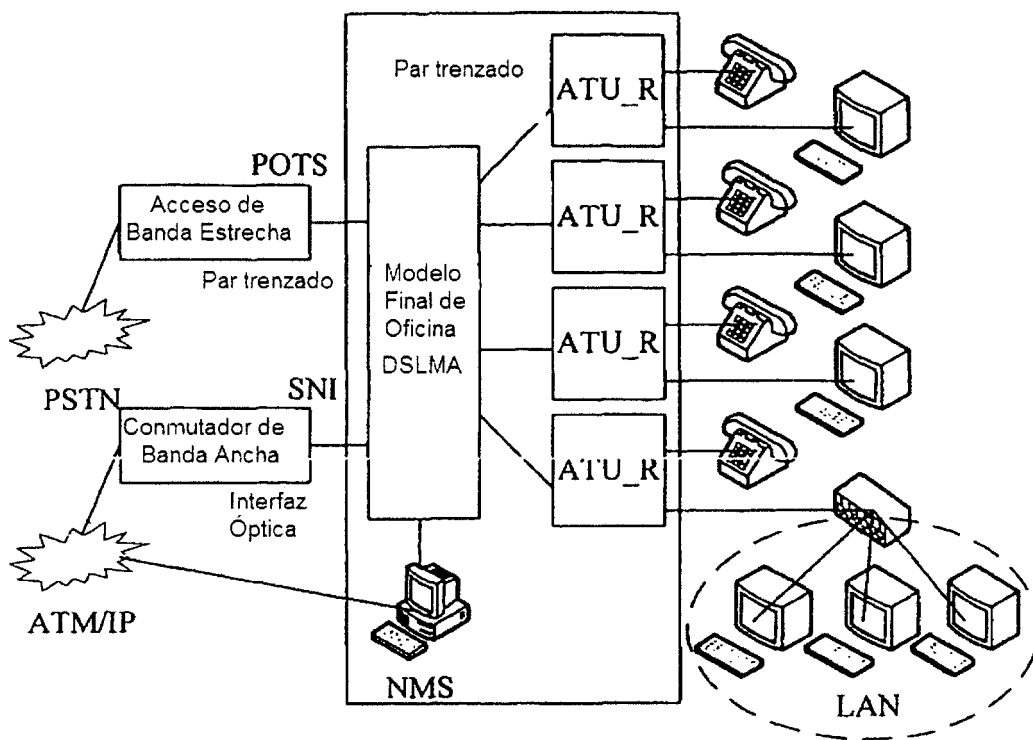 Par trenzado
ATU_R
POTS
Acceso de
Banda Estrecha
Par trenzado
ATU_R
Modelo
Final de
Oficina
DSLMA
ATU_R
PSTN
SNI
Conmutador de
Banda Ancha
Interfaz
Óptica
ATU_R
ATM/IP
NMS
LAN